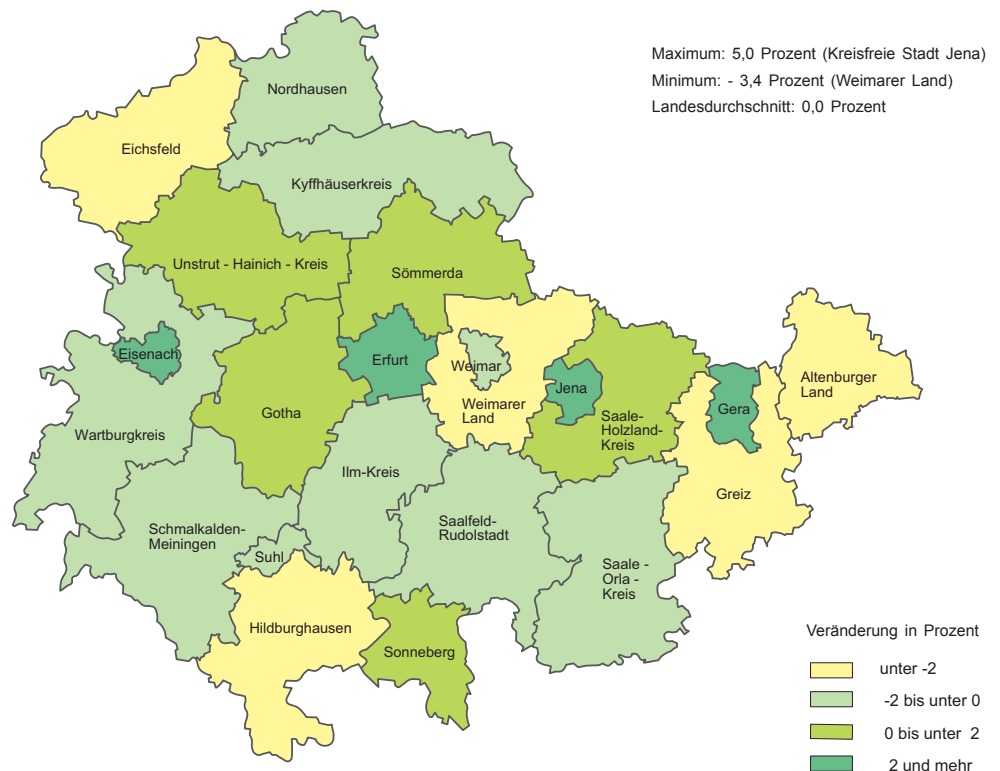 Maximum: 5,0 Prozent (Kreisfreie Stadt Jena)
Minimum: - 3,4 Prozent (Weimarer Land)
Landesdurchschnitt: 0,0 Prozent
Nordhausen
Eichsfeld
Kyffhäuserkreis
Unstrut - Hainich - Kreis
Sömmerda
Eisenach
Erfurt
Weimar
Weimarer
Land
Jena
Gera
Altenburger
Land
Gotha
Saale-
Holzland-
Kreis
Wartburgkreis
Ilm-Kreis
Greiz
Schmalkalden-
Meiningen
Saalfeld-
Rudolstadt
Suhl
Saale -
Orla -
Kreis
Hildburghausen
Sonneberg
Veränderung in Prozent
unter -2
-2 bis unter 0
0 bis unter 2
2 und mehr